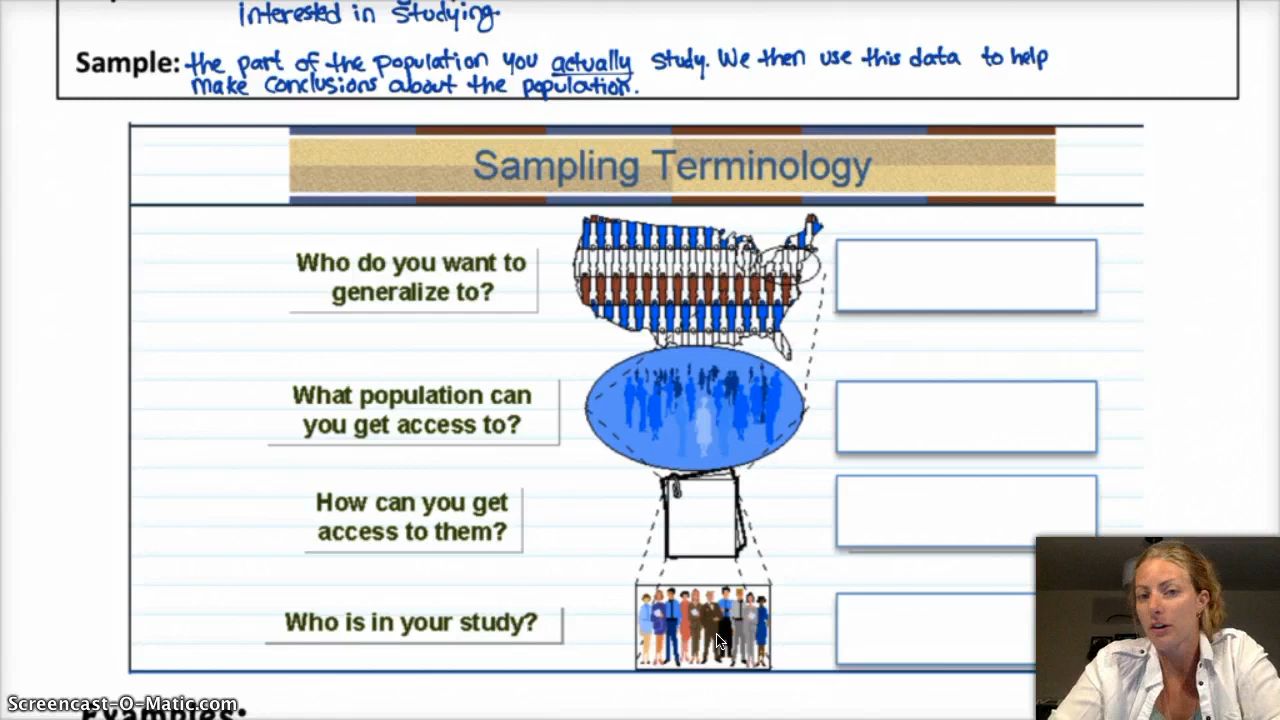 interested in studying.
Sample: the part of the population you actually study. We then use this data to help
make conclusions about the population.
Sampling Terminology
Who do you want to
generalize to?
What population can
you get access to?
How can you get
access to them?
Who is in your study?
Screencast-O-Matic.com
Examples: